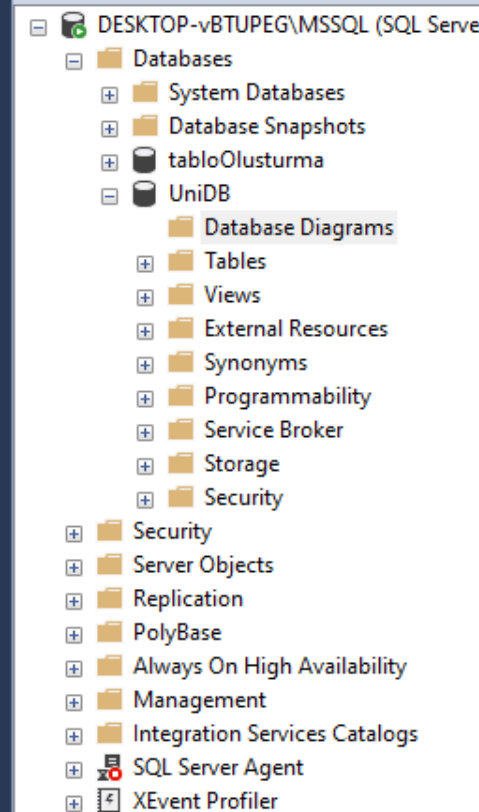 DESKTOP-vBTUPEG\MSSQL (SQL Serve
Databases
System Databases
Database Snapshots
tabloOlusturma
UniDB
Database Diagrams
Tables
Views
External Resources
Synonyms
Programmability
Service Broker
Storage
Security
Security
Server Objects
Replication
PolyBase
Always On High Availability
Management
Integration Services Catalogs
SQL Server Agent
XEvent Profiler